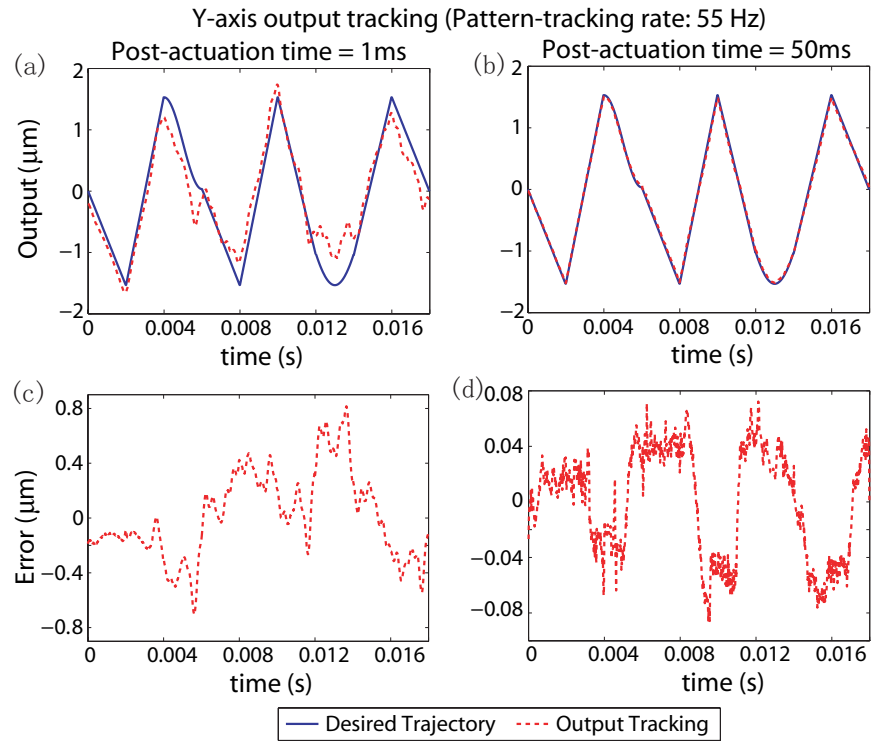 Y-axis output tracking (Pattern-tracking rate: 55 Hz)
Post-actuation time = 1ms
Post-actuation time = 50ms
(a)
2
1
0
−1
−2
Output (μm)
0
0.004
0.008
0.012
0.016
time (s)
(b)
2
1
0
−1
−2
0
0.004
0.008
0.012
0.016
time (s)
(c)
0.8
0.4
0
−0.4
−0.8
Error (μm)
0
0.004
0.008
0.012
0.016
time (s)
(d)
0.08
0.04
0
−0.04
−0.08
0
0.004
0.008
0.012
0.016
time (s)
Desired Trajectory
Output Tracking